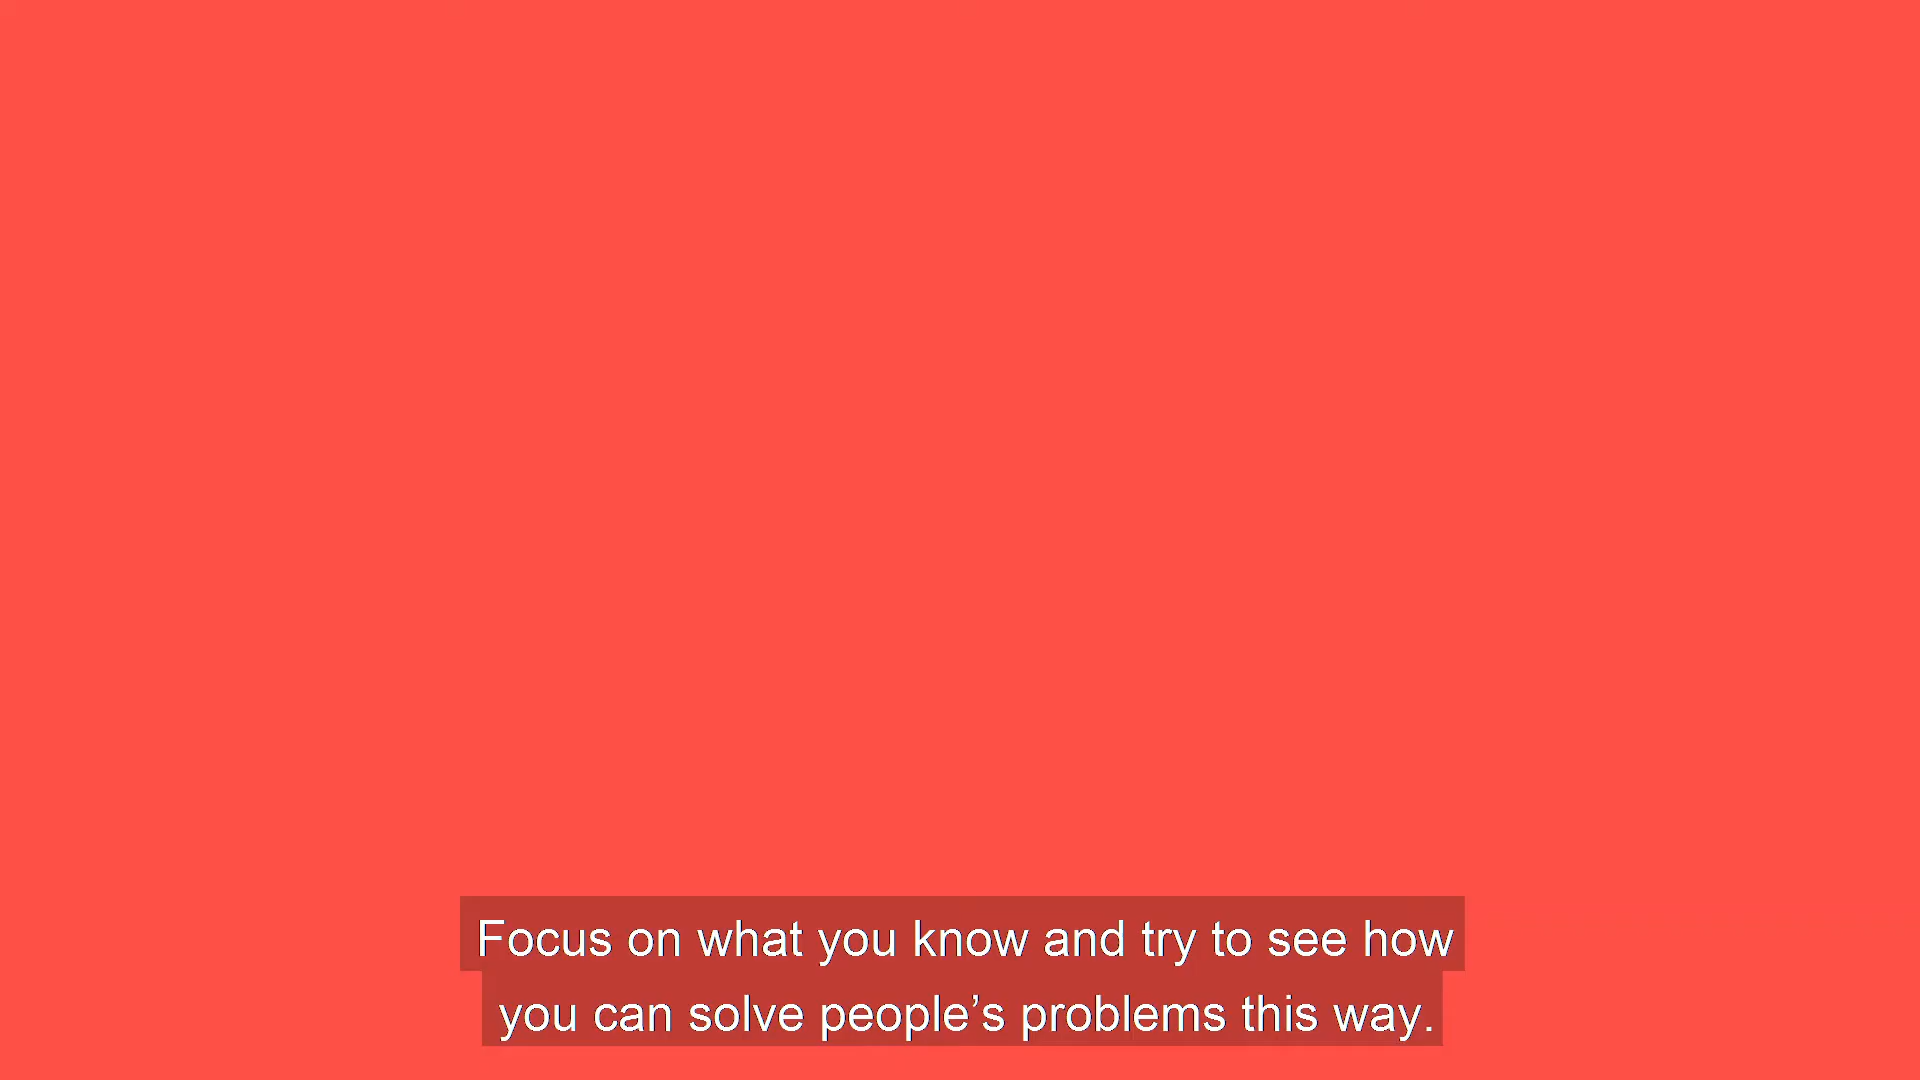 Focus on what you know and try to see how
you can solve people’s problems this way.